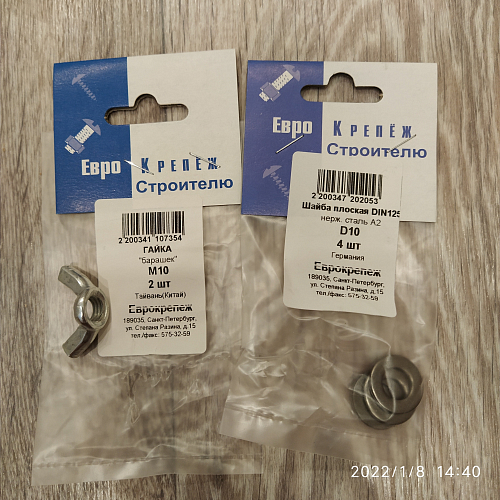 Евро Крепёж
Строителю
2 200341 107354
ГАЙКА
"барашек"
М10
2 шт
Тайвань(Китай)
Еврокрепёж
189035, Санкт-Петербург,
ул. Степана Разина, д.15
тел./факс: 575-32-59
Евро Крепёж
Строителю
2 200347 202053
Шайба плоская DIN125
нерж. сталь А2
D10
4 шт
Германия
Еврокрепёж
189035, Санкт-Петербург,
ул. Степана Разина, д.15
тел./факс: 575-32-59
2022/1/8 14:40